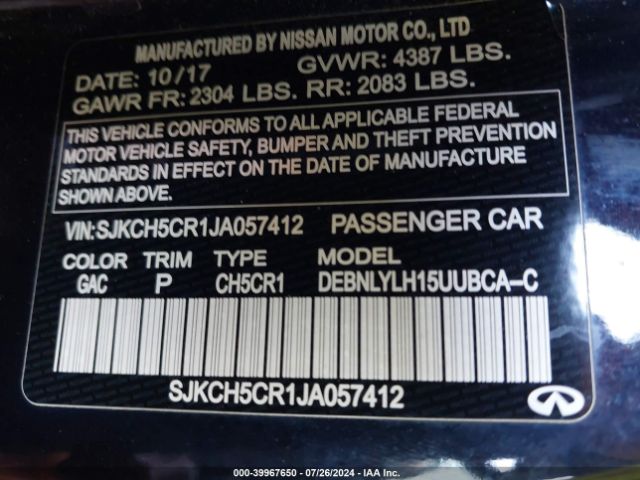 MANUFACTURED BY NISSAN MOTOR CO., LTD
DATE: 10/17 GVWR: 4387 LBS.
GAWR FR: 2304 LBS. RR: 2083 LBS.
THIS VEHICLE CONFORMS TO ALL APPLICABLE FEDERAL
MOTOR VEHICLE SAFETY, BUMPER AND THEFT PREVENTION
STANDARDS IN EFFECT ON THE DATE OF MANUFACTURE
SHOWN ABOVE.
VIN:SJKCH5CR1JA057412 PASSENGER CAR
COLOR TRIM TYPE MODEL
GAC P CH5CR1 DEBNLYLH15UUBCA-C
SJKCH5CR1JA057412
000-39967650 - 07/26/2024 - IAA Inc.